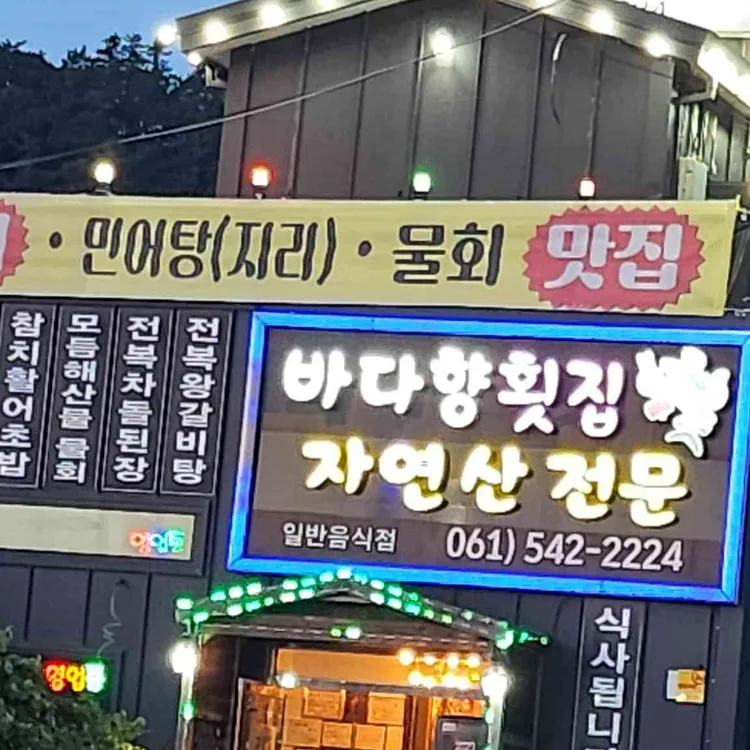 · 민어탕(지리) · 물회 맛집
참치활어초밥
모듬해산물 물회
전복차돌된장
전복왕갈비탕
바다향횟집
자연산 전문
일반음식점 061) 542-2224
영업중
영업중
식사됩니